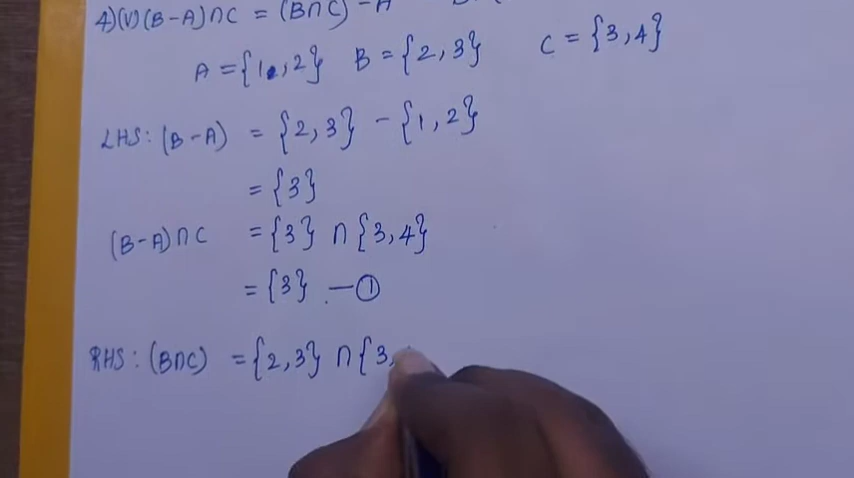 4)(V)(B-A)∩C = (B∩C) - A
A = {1, 2} B = {2, 3} C = {3, 4}
LHS: (B-A) = {2, 3} - {1, 2}
= {3}
(B-A)∩C = {3} ∩ {3, 4}
= {3} — ①
RHS: (B∩C) = {2, 3} ∩ {3,